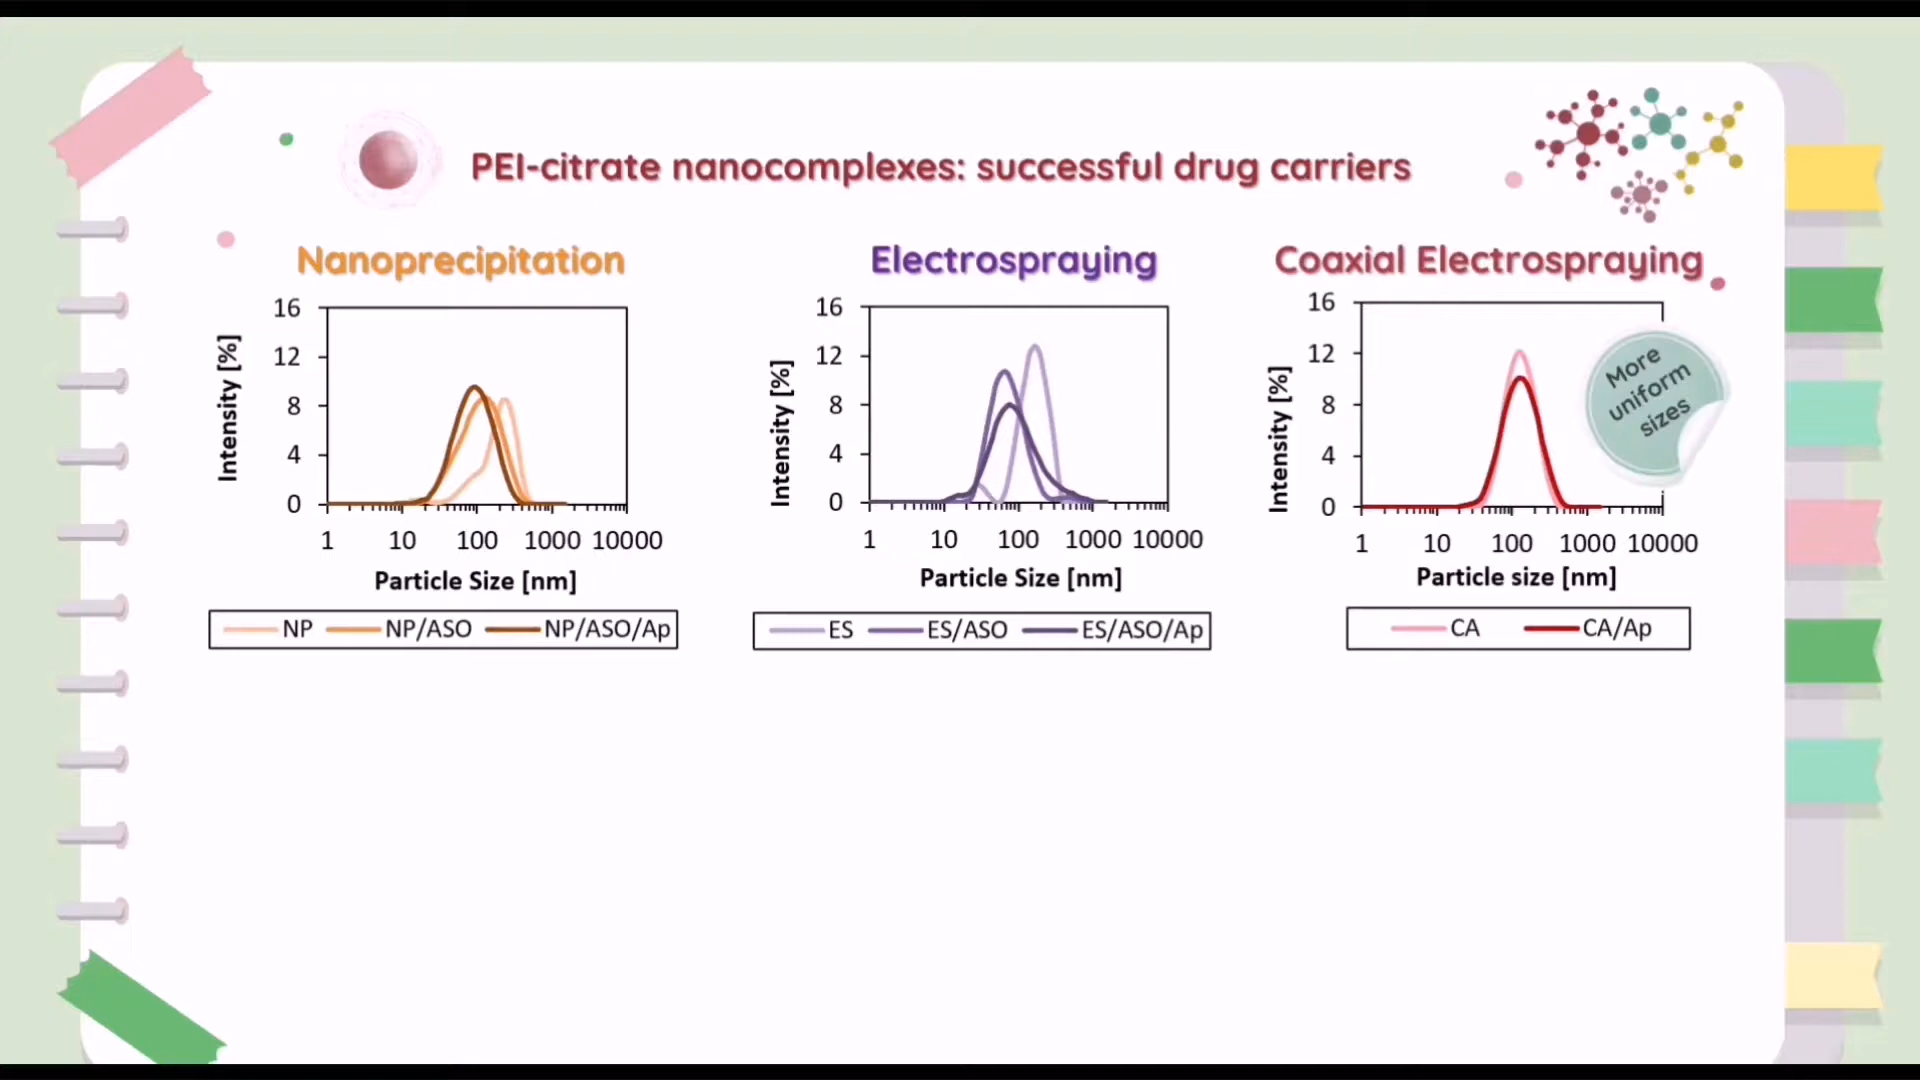 PEI-citrate nanocomplexes: successful drug carriers
Nanoprecipitation
Intensity [%]
16
12
8
4
0
1 10 100 1000 10000
Particle Size [nm]
NP NP/ASO NP/ASO/Ap
Electrospraying
Intensity [%]
16
12
8
4
0
1 10 100 1000 10000
Particle Size [nm]
ES ES/ASO ES/ASO/Ap
Coaxial Electrospraying
Intensity [%]
16
12
8
4
0
1 10 100 1000 10000
Particle size [nm]
CA CA/Ap
More
uniform
sizes